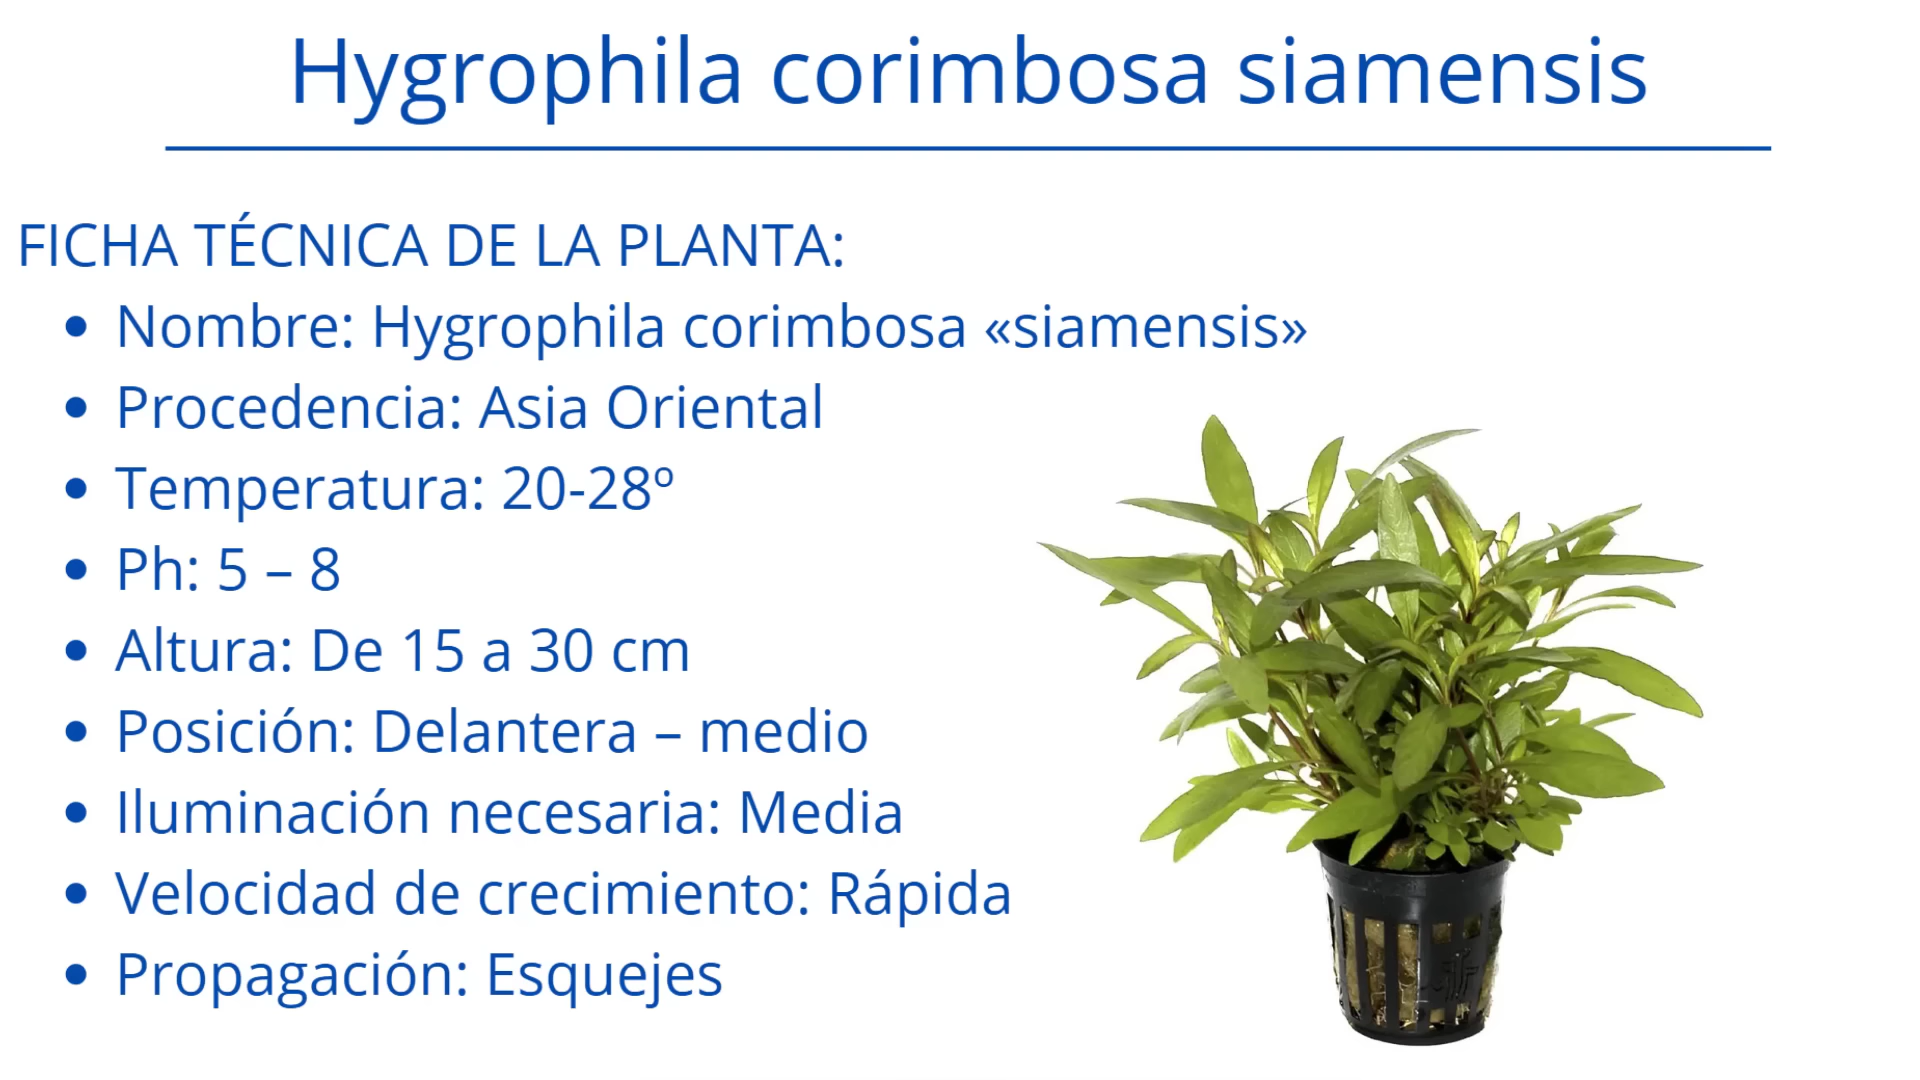 Hygrophila corimbosa siamensis
FICHA TÉCNICA DE LA PLANTA:
• Nombre: Hygrophila corimbosa «siamensis»
• Procedencia: Asia Oriental
• Temperatura: 20-28º
• Ph: 5 – 8
• Altura: De 15 a 30 cm
• Posición: Delantera – medio
• Iluminación necesaria: Media
• Velocidad de crecimiento: Rápida
• Propagación: Esquejes